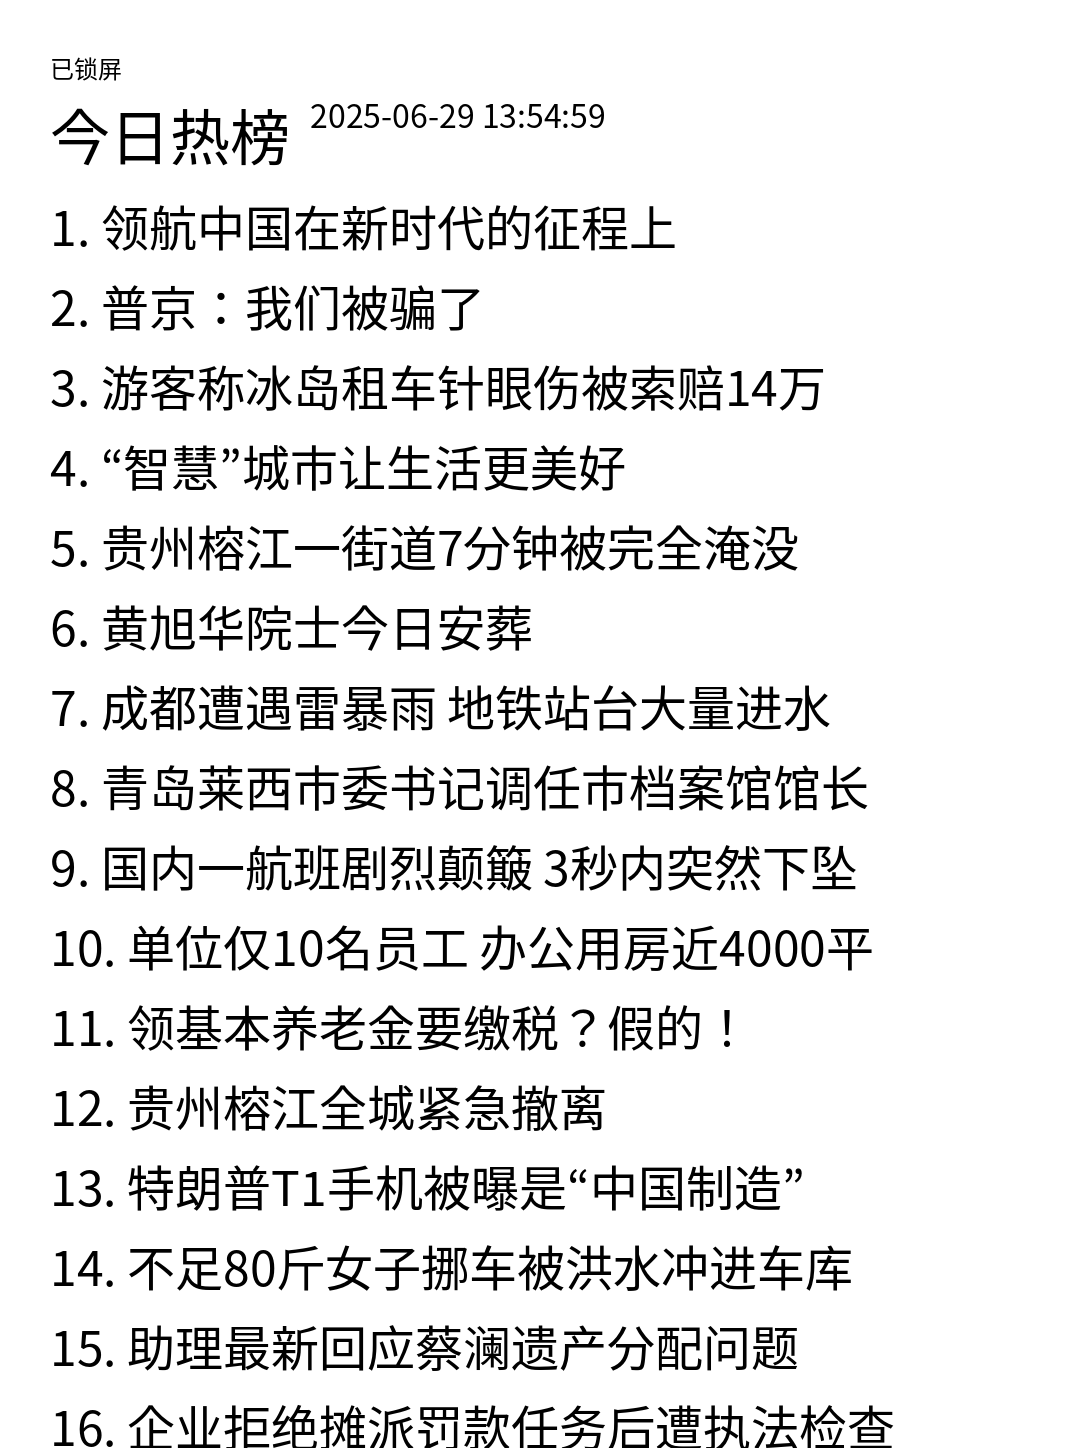 已锁屏
今日热榜 2025-06-29 13:54:59
1. 领航中国在新时代的征程上
2. 普京：我们被骗了
3. 游客称冰岛租车针眼伤被索赔14万
4. “智慧”城市让生活更美好
5. 贵州榕江一街道7分钟被完全淹没
6. 黄旭华院士今日安葬
7. 成都遭遇雷暴雨 地铁站台大量进水
8. 青岛莱西市委书记调任市档案馆馆长
9. 国内一航班剧烈颠簸 3秒内突然下坠
10. 单位仅10名员工 办公用房近4000平
11. 领基本养老金要缴税？假的！
12. 贵州榕江全城紧急撤离
13. 特朗普T1手机被曝是“中国制造”
14. 不足80斤女子挪车被洪水冲进车库
15. 助理最新回应蔡澜遗产分配问题
16. 企业拒绝摊派罚款任务后遭执法检查